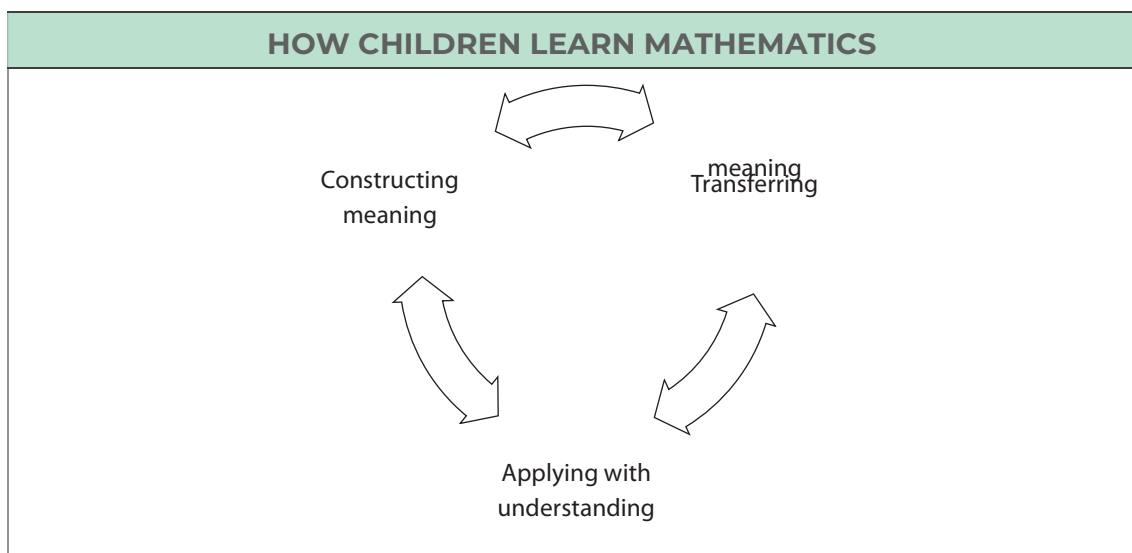 HOW CHILDREN LEARN MATHEMATICS
Constructing
meaning
meaning
Transferring
Applying with
understanding